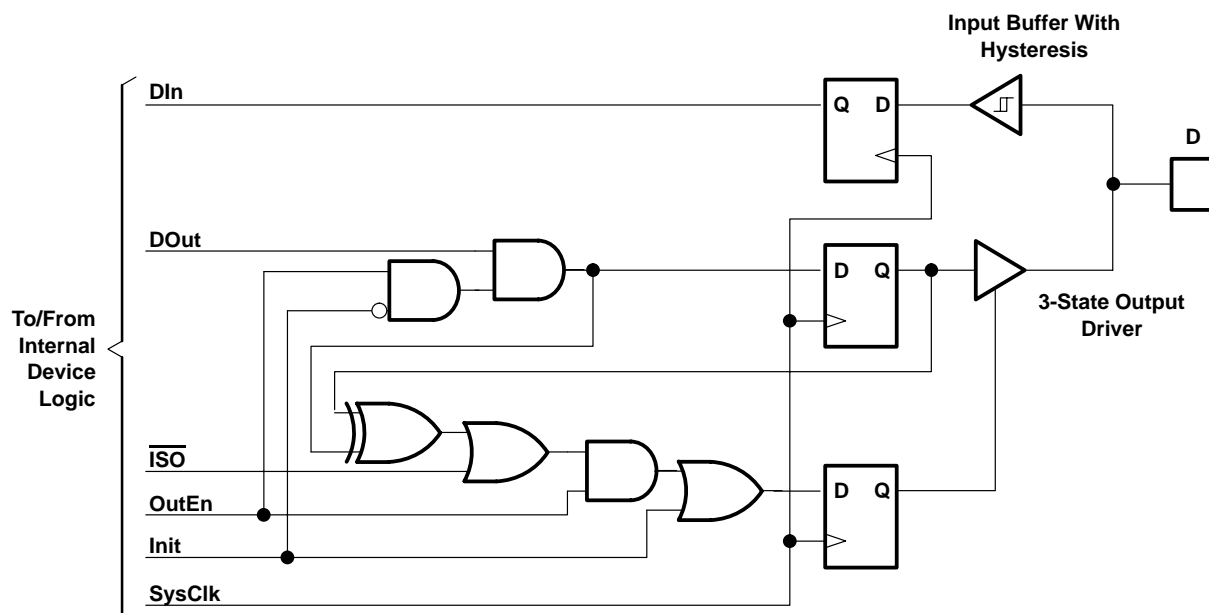 Input Buffer With
Hysteresis
DIn
Q D
D
DOut
D Q
3-State Output
Driver
To/From
Internal
Device
Logic
ISO
OutEn
D Q
Init
SysClk